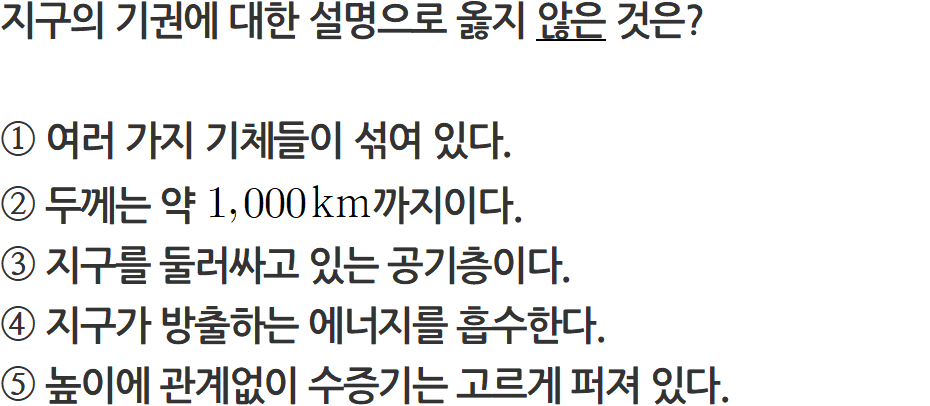 지구의 기권에 대한 설명으로 옳지 않은 것은?
① 여러 가지 기체들이 섞여 있다.
② 두께는 약 1,000km까지이다.
③ 지구를 둘러싸고 있는 공기층이다.
④ 지구가 방출하는 에너지를 흡수한다.
⑤ 높이에 관계없이 수증기는 고르게 퍼져 있다.